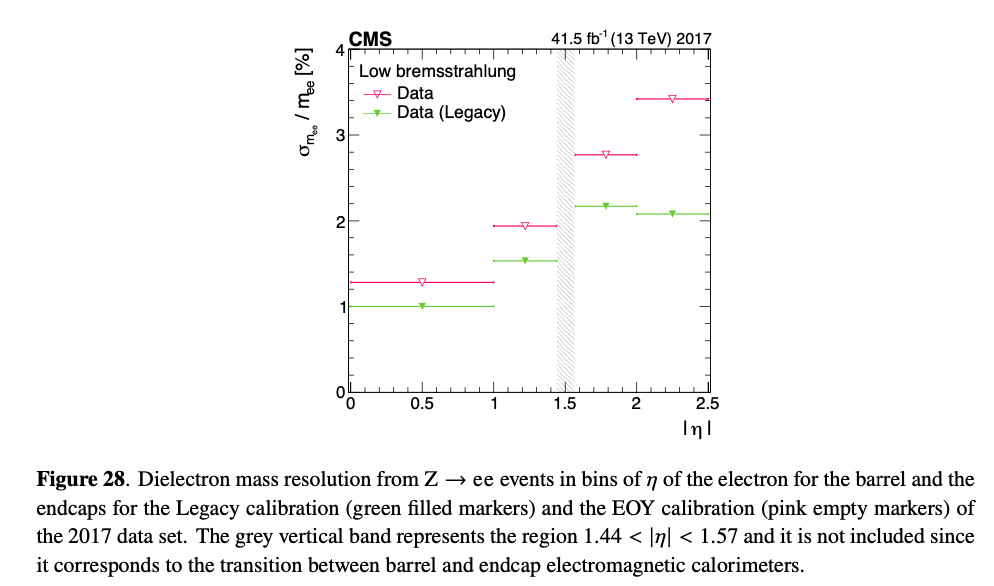 CMS
41.5 fb-1 (13 TeV) 2017
σmee / mee [%]
4
Low bremsstrahlung
Data
Data (Legacy)
3
2
1
0
0 0.5 1 1.5 2 2.5
|η|
Figure 28. Dielectron mass resolution from Z → ee events in bins of η of the electron for the barrel and the
endcaps for the Legacy calibration (green filled markers) and the EOY calibration (pink empty markers) of
the 2017 data set. The grey vertical band represents the region 1.44 < |η| < 1.57 and it is not included since
it corresponds to the transition between barrel and endcap electromagnetic calorimeters.